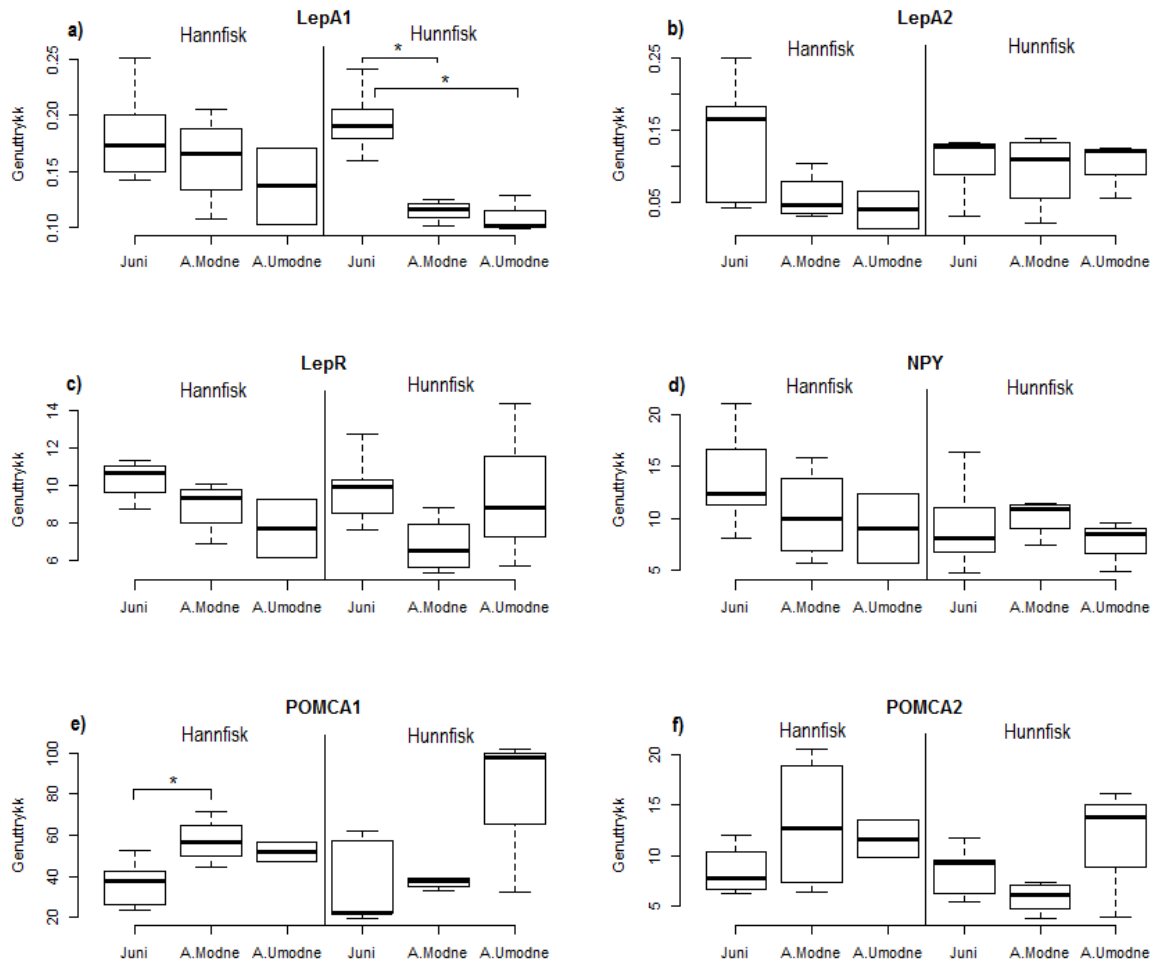 LepA1
a)
Hannfisk
Hunnfisk
*
*
Genuttrykk
0.25
0.20
0.15
0.10
Juni A.Modne A.Umodne Juni A.Modne A.Umodne
LepA2
b)
Hannfisk
Hunnfisk
Genuttrykk
0.25
0.15
0.05
Juni A.Modne A.Umodne Juni A.Modne A.Umodne
LepR
c)
Hannfisk
Hunnfisk
Genuttrykk
14
12
10
8
6
Juni A.Modne A.Umodne Juni A.Modne A.Umodne
NPY
d)
Hannfisk
Hunnfisk
Genuttrykk
20
15
10
5
Juni A.Modne A.Umodne Juni A.Modne A.Umodne
POMCA1
e)
Hannfisk
Hunnfisk
*
Genuttrykk
100
80
60
40
20
Juni A.Modne A.Umodne Juni A.Modne A.Umodne
POMCA2
f)
Hannfisk
Hunnfisk
Genuttrykk
20
15
10
5
Juni A.Modne A.Umodne Juni A.Modne A.Umodne